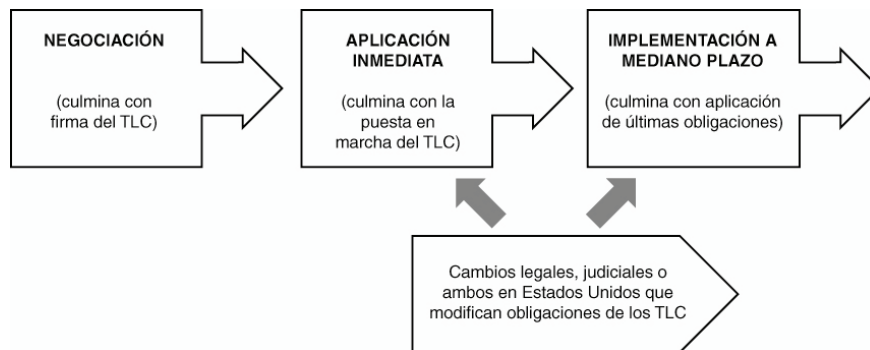 NEGOCIACIÓN
(culmina con
firma del TLC)
APLICACIÓN
INMEDIATA
(culmina con la
puesta en
marcha del TLC)
IMPLEMENTACIÓN A
MEDIANO PLAZO
(culmina con aplicación
de últimas obligaciones)
Cambios legales, judiciales o
ambos en Estados Unidos que
modifican obligaciones de los TLC